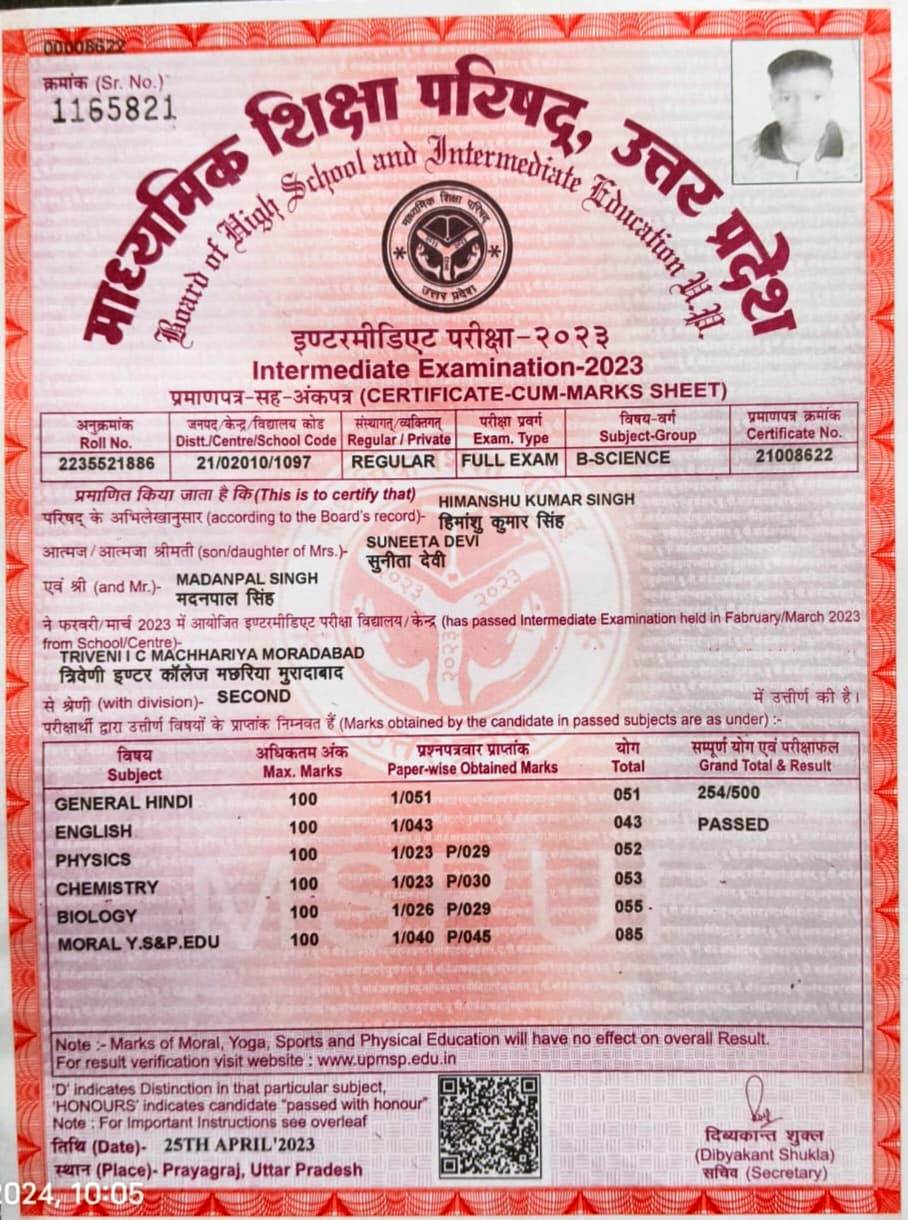 00008622
क्रमांक (Sr. No.)
1165821
माध्यमिक शिक्षा परिषद्, उत्तर प्रदेश
Board of High School and Intermediate Education U.P.
माध्यमिक शिक्षा परिषद्
उत्तर प्रदेश
इण्टरमीडिएट परीक्षा-२०२३
Intermediate Examination-2023
प्रमाणपत्र-सह-अंकपत्र (CERTIFICATE-CUM-MARKS SHEET)
अनुक्रमांक जनपद/केन्द्र/विद्यालय कोड संस्थागत/व्यक्तिगत् परीक्षा प्रवर्ग विषय-वर्ग प्रमाणपत्र क्रमांक
Roll No. Distt./Centre/School Code Regular / Private Exam. Type Subject-Group Certificate No.
2235521886 21/02010/1097 REGULAR FULL EXAM B-SCIENCE 21008622
प्रमाणित किया जाता है कि(This is to certify that) HIMANSHU KUMAR SINGH
परिषद् के अभिलेखानुसार (according to the Board's record)- हिमांशु कुमार सिंह
SUNEETA DEVI
आत्मज/आत्मजा श्रीमती (son/daughter of Mrs.)- सुनीता देवी
एवं श्री (and Mr.)- MADANPAL SINGH
मदनपाल सिंह
ने फरवरी/मार्च 2023 में आयोजित इण्टरमीडिएट परीक्षा विद्यालय/केन्द्र (has passed Intermediate Examination held in Fabruary/March 2023
from School/Centre)-
TRIVENI I C MACHHARIYA MORADABAD
त्रिवेणी इण्टर कॉलेज मछरिया मुरादाबाद
से श्रेणी (with division)- SECOND में उत्तीर्ण की है।
परीक्षार्थी द्वारा उत्तीर्ण विषयों के प्राप्तांक निम्नवत हैं (Marks obtained by the candidate in passed subjects are as under) :-
विषय अधिकतम अंक प्रश्नपत्रवार प्राप्तांक योग सम्पूर्ण योग एवं परीक्षाफल
Subject Max. Marks Paper-wise Obtained Marks Total Grand Total & Result
GENERAL HINDI 100 1/051 051 254/500
ENGLISH 100 1/043 043 PASSED
PHYSICS 100 1/023 P/029 052
CHEMISTRY 100 1/023 P/030 053
BIOLOGY 100 1/026 P/029 055
MORAL Y.S&P.EDU 100 1/040 P/045 085
Note :- Marks of Moral, Yoga, Sports and Physical Education will have no effect on overall Result.
For result verification visit website : www.upmsp.edu.in
'D' indicates Distinction in that particular subject,
'HONOURS' indicates candidate "passed with honour"
Note : For Important Instructions see overleaf
तिथि (Date)- 25TH APRIL'2023
स्थान (Place)- Prayagraj, Uttar Pradesh
दिब्यकान्त शुक्ल
(Dibyakant Shukla)
सचिव (Secretary)
2024, 10:05